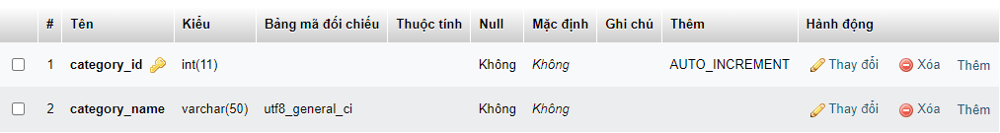 # Tên Kiểu Bảng mã đối chiếu Thuộc tính Null Mặc định Ghi chú Thêm Hành động
1 category_id int(11) Không Không AUTO_INCREMENT Thay đổi Xóa Thêm
2 category_name varchar(50) utf8_general_ci Không Không Thay đổi Xóa Thêm